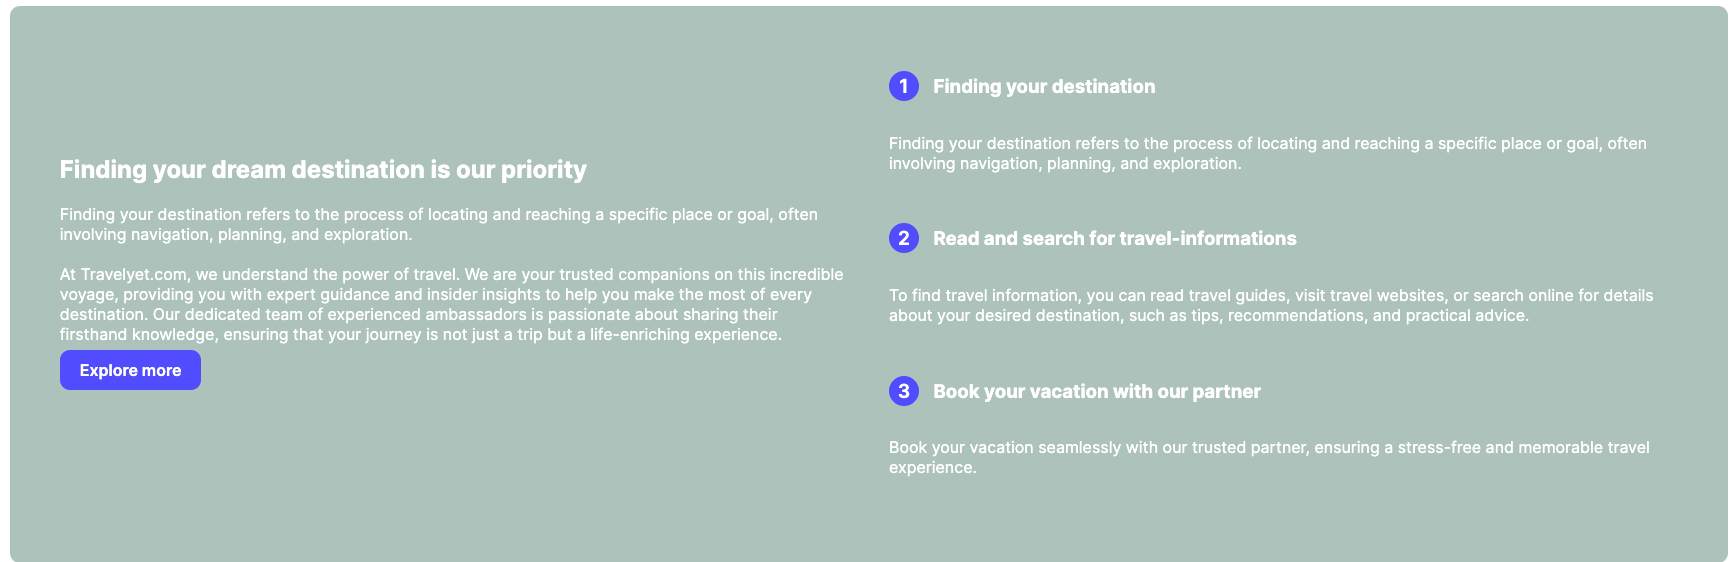 Finding your dream destination is our priority
Finding your destination refers to the process of locating and reaching a specific place or goal, often
involving navigation, planning, and exploration.
At Travelyet.com, we understand the power of travel. We are your trusted companions on this incredible
voyage, providing you with expert guidance and insider insights to help you make the most of every
destination. Our dedicated team of experienced ambassadors is passionate about sharing their
firsthand knowledge, ensuring that your journey is not just a trip but a life-enriching experience.
Explore more
1 Finding your destination
Finding your destination refers to the process of locating and reaching a specific place or goal, often
involving navigation, planning, and exploration.
2 Read and search for travel-informations
To find travel information, you can read travel guides, visit travel websites, or search online for details
about your desired destination, such as tips, recommendations, and practical advice.
3 Book your vacation with our partner
Book your vacation seamlessly with our trusted partner, ensuring a stress-free and memorable travel
experience.